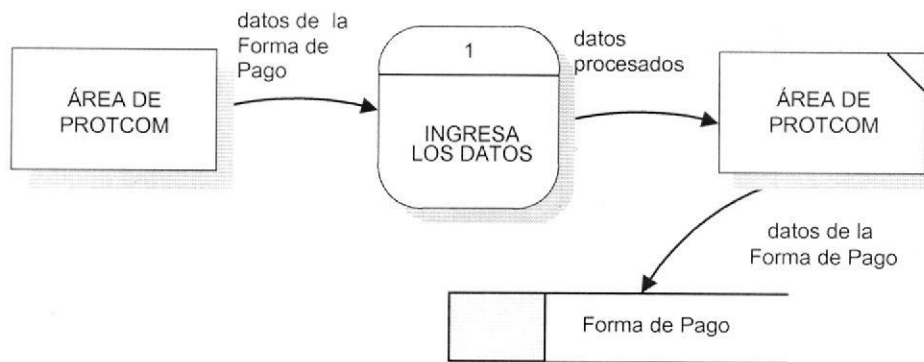 datos de la
Forma de
Pago
ÁREA DE
PROTCOM
1
INGRESA
LOS DATOS
datos
procesados
ÁREA DE
PROTCOM
datos de la
Forma de Pago
Forma de Pago